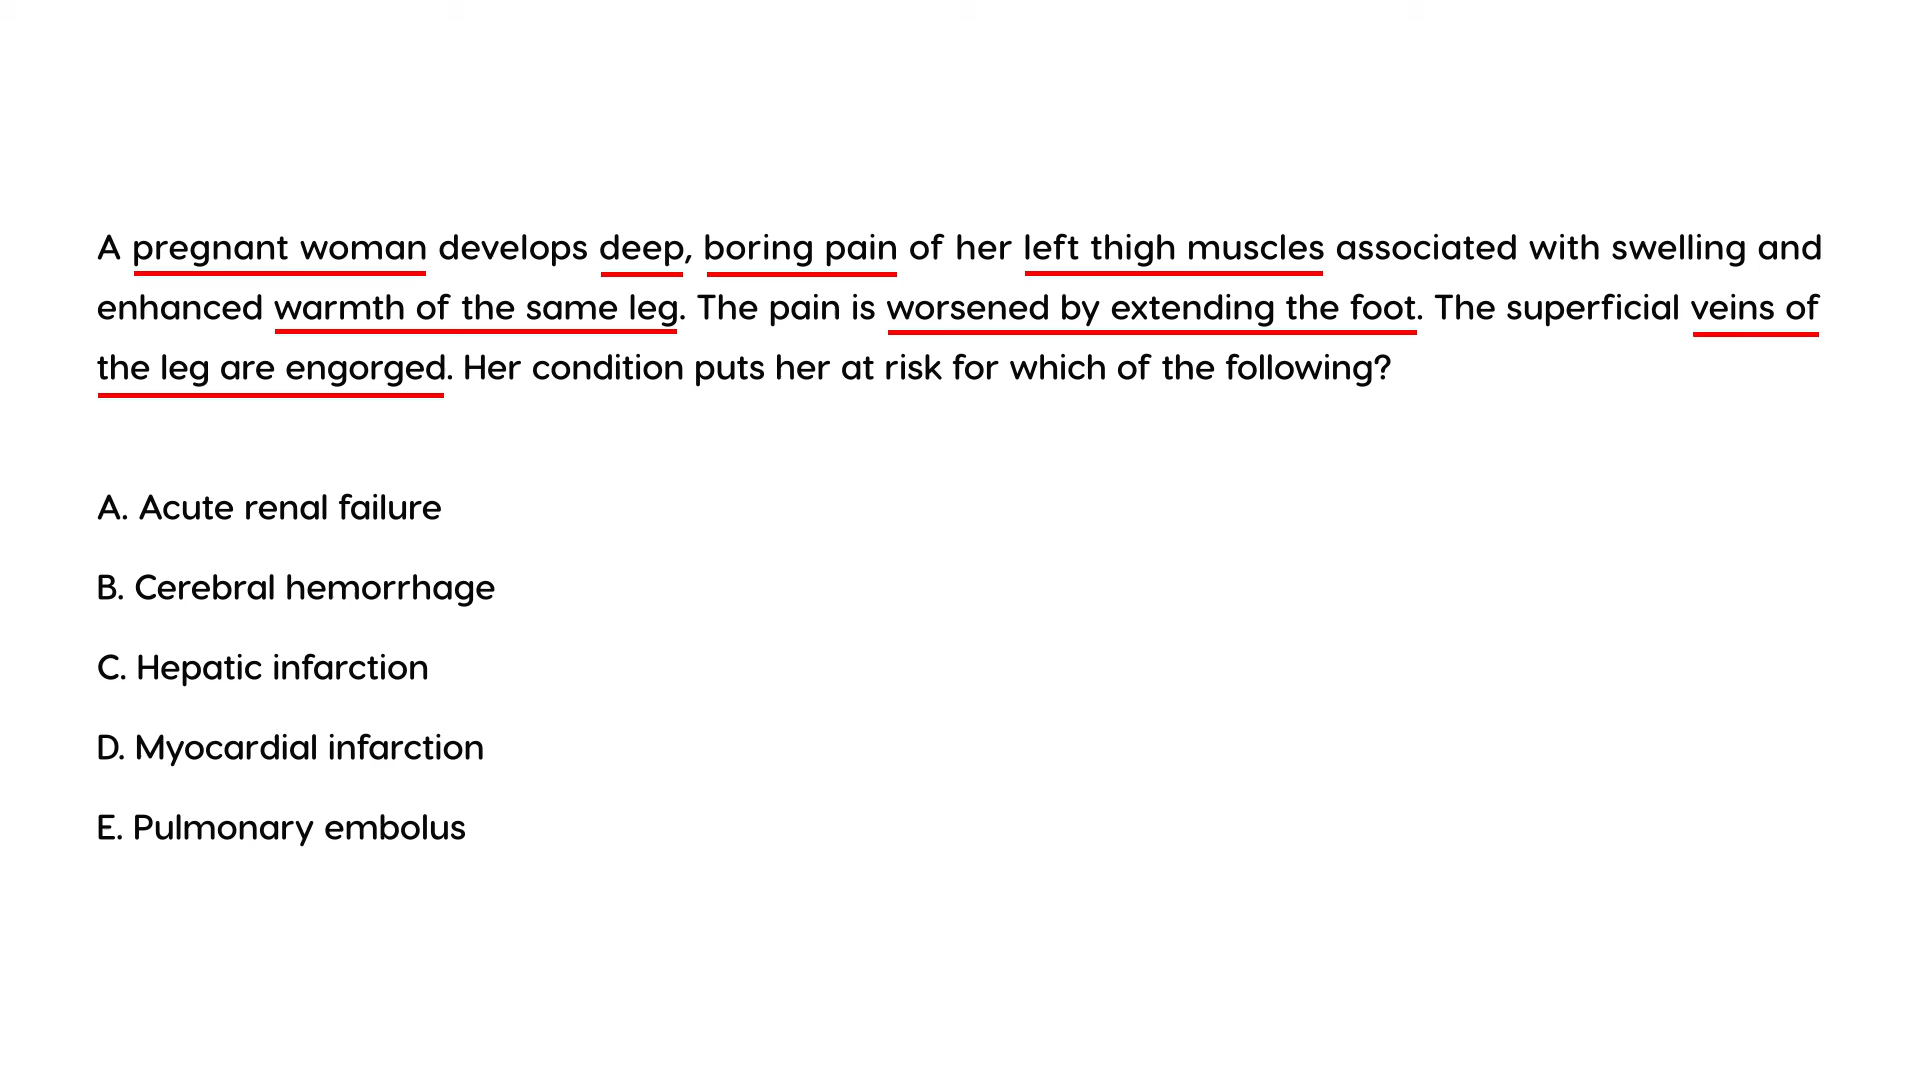 A pregnant woman develops deep, boring pain of her left thigh muscles associated with swelling and
enhanced warmth of the same leg. The pain is worsened by extending the foot. The superficial veins of
the leg are engorged. Her condition puts her at risk for which of the following?
A. Acute renal failure
B. Cerebral hemorrhage
C. Hepatic infarction
D. Myocardial infarction
E. Pulmonary embolus